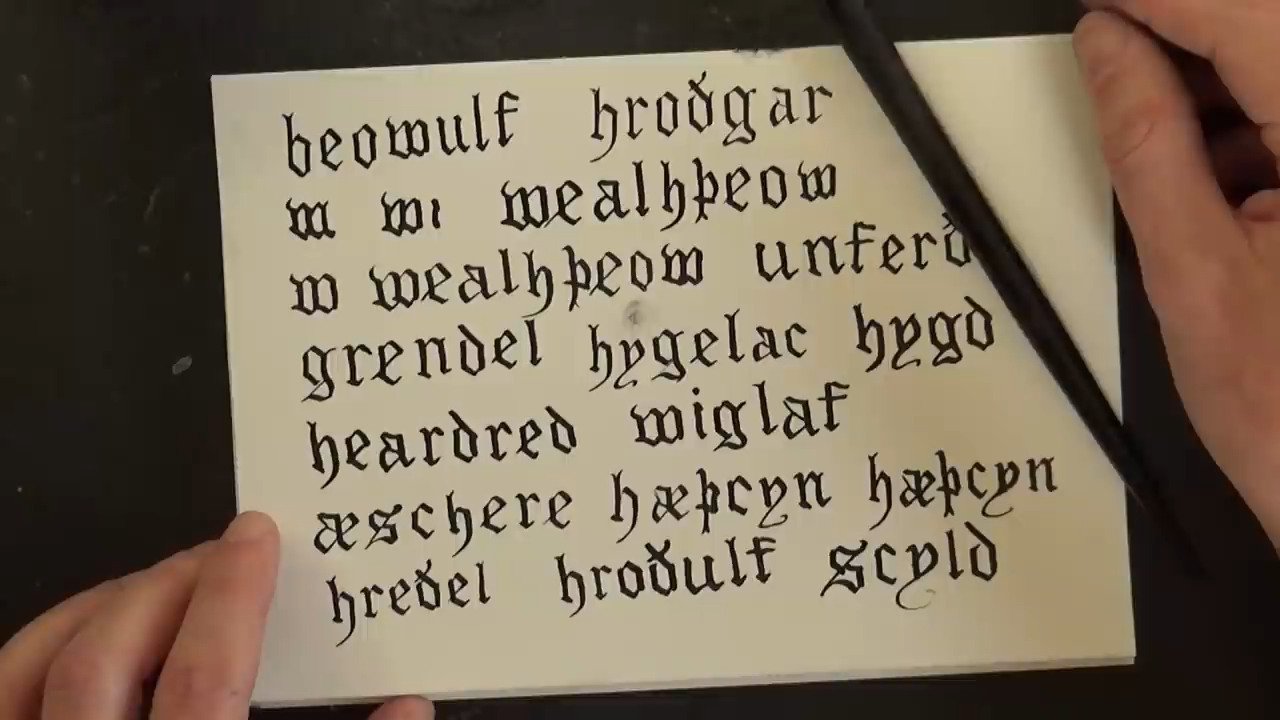 beowulf hroðgar
w wı wealhþeow
w wealhþeow unferð
grendel hygelac hygd
heardred wiglaf
æschere hæþcyn hæþcyn
hreðel hroðulf scyld